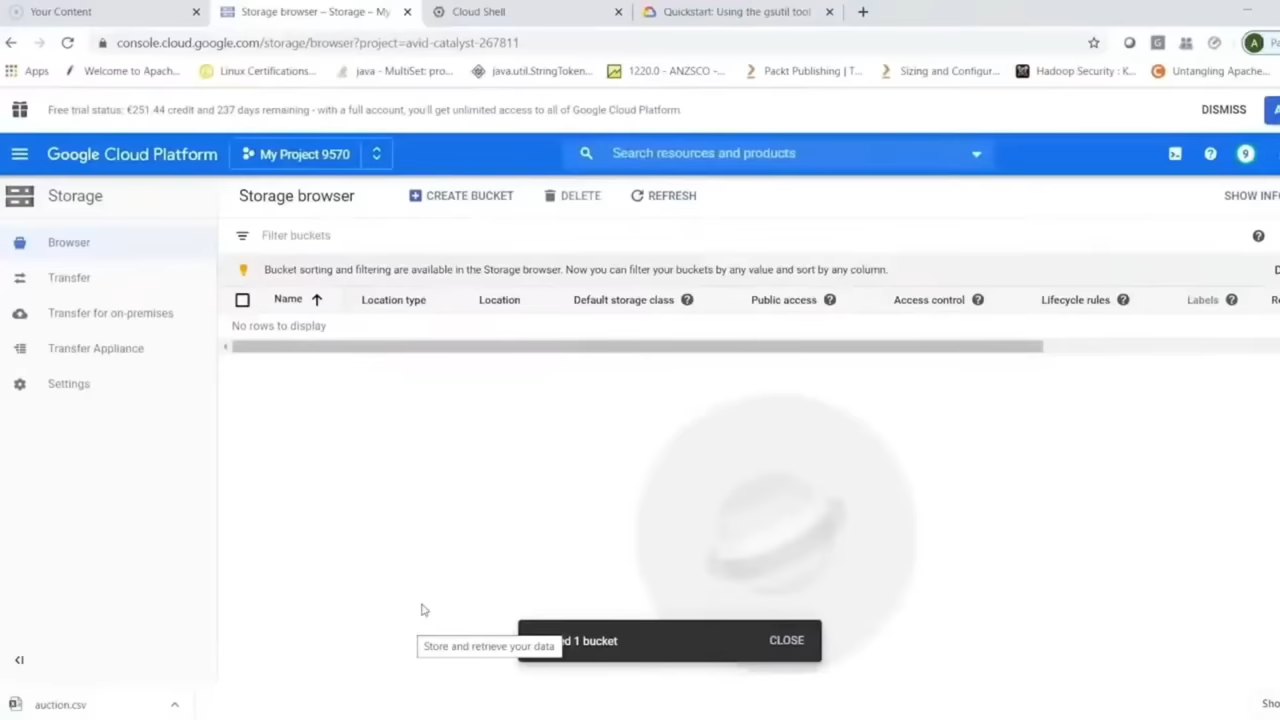 Your Content
Storage browser – Storage – My
Cloud Shell
Quickstart: Using the gsutil tool
console.cloud.google.com/storage/browser?project=avid-catalyst-267811
A
Apps
Welcome to Apach...
Linux Certifications...
java - MultiSet: pro...
java.util.StringToken...
1220.0 - ANZSCO -...
Packt Publishing | T...
Sizing and Configur...
Hadoop Security : K...
Untangling Apache...
Free trial status: €251.44 credit and 237 days remaining - with a full account, you'll get unlimited access to all of Google Cloud Platform.
DISMISS
Google Cloud Platform
My Project 9570
Search resources and products
9
Storage
Storage browser
CREATE BUCKET
DELETE
REFRESH
SHOW INF
Browser
Filter buckets
Bucket sorting and filtering are available in the Storage browser. Now you can filter your buckets by any value and sort by any column.
Transfer
Name
Location type
Location
Default storage class
Public access
Access control
Lifecycle rules
Labels
Transfer for on-premises
No rows to display
Transfer Appliance
Settings
ed 1 bucket
CLOSE
Store and retrieve your data
auction.csv
Sho